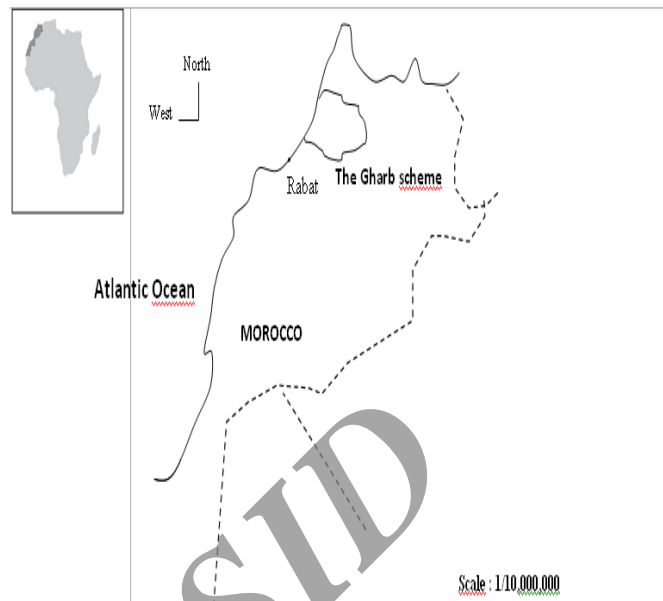 North
West
Rabat
The Gharb scheme
Atlantic Ocean
MOROCCO
SID
Scale : 1/10,000,000